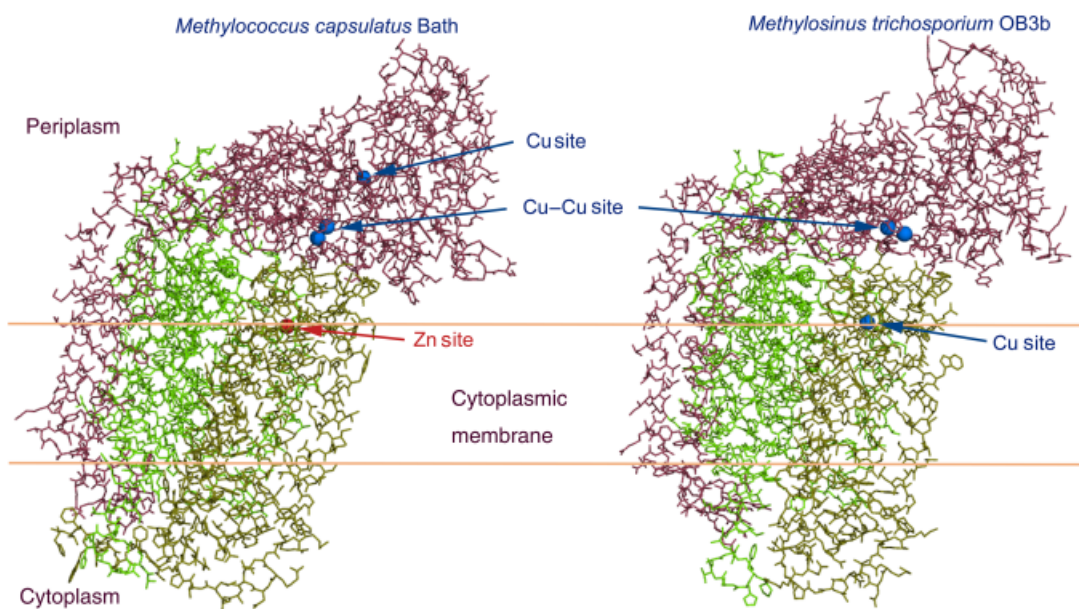 Methylococcus capsulatus Bath
Methylosinus trichosporium OB3b
Periplasm
Cu site
Cu–Cu site
Zn site
Cu site
Cytoplasmic
membrane
Cytoplasm